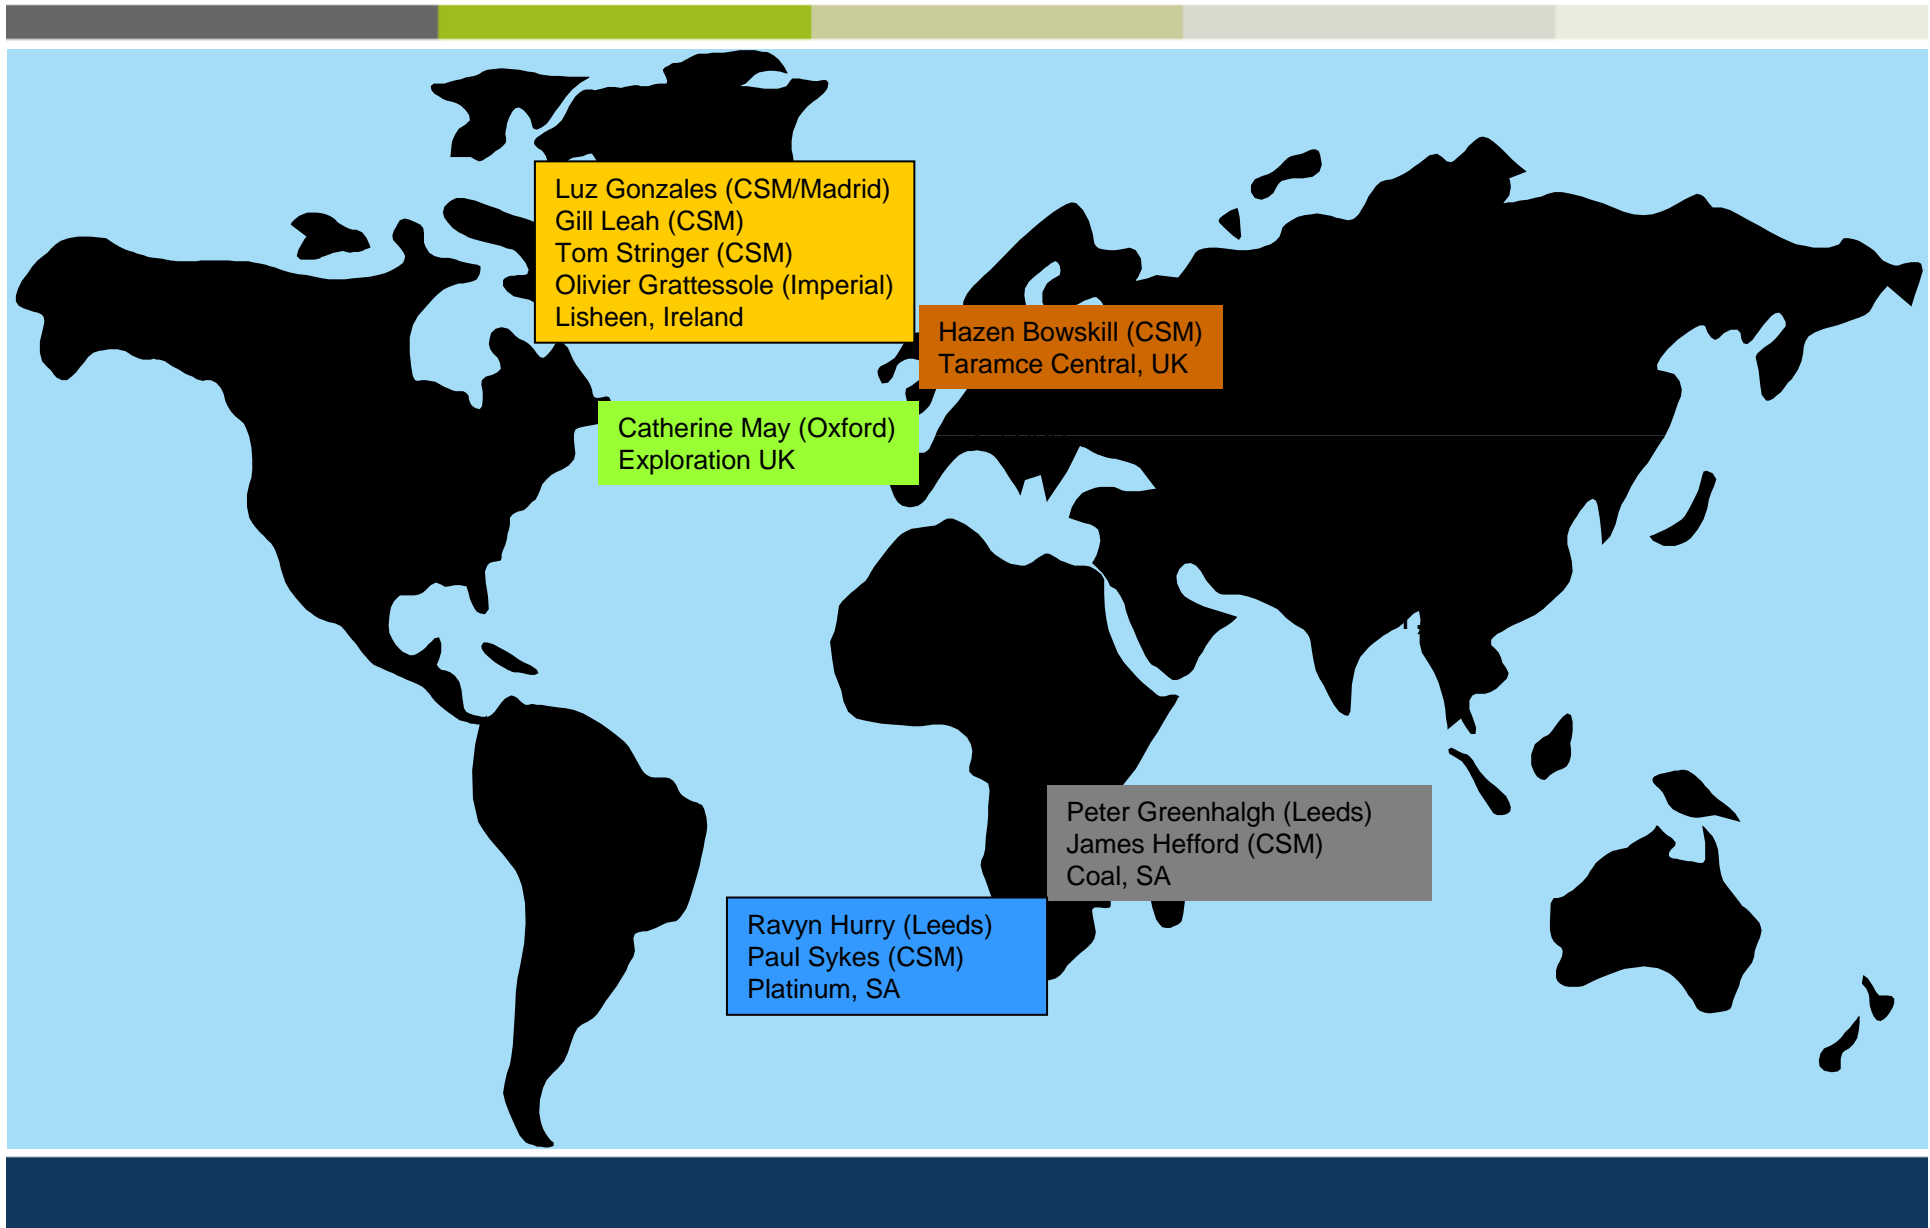 Luz Gonzales (CSM/Madrid)
Gill Leah (CSM)
Tom Stringer (CSM)
Olivier Grattessole (Imperial)
Lisheen, Ireland
Hazen Bowskill (CSM)
Taramce Central, UK
Catherine May (Oxford)
Exploration UK
Peter Greenhalgh (Leeds)
James Hefford (CSM)
Coal, SA
Ravyn Hurry (Leeds)
Paul Sykes (CSM)
Platinum, SA